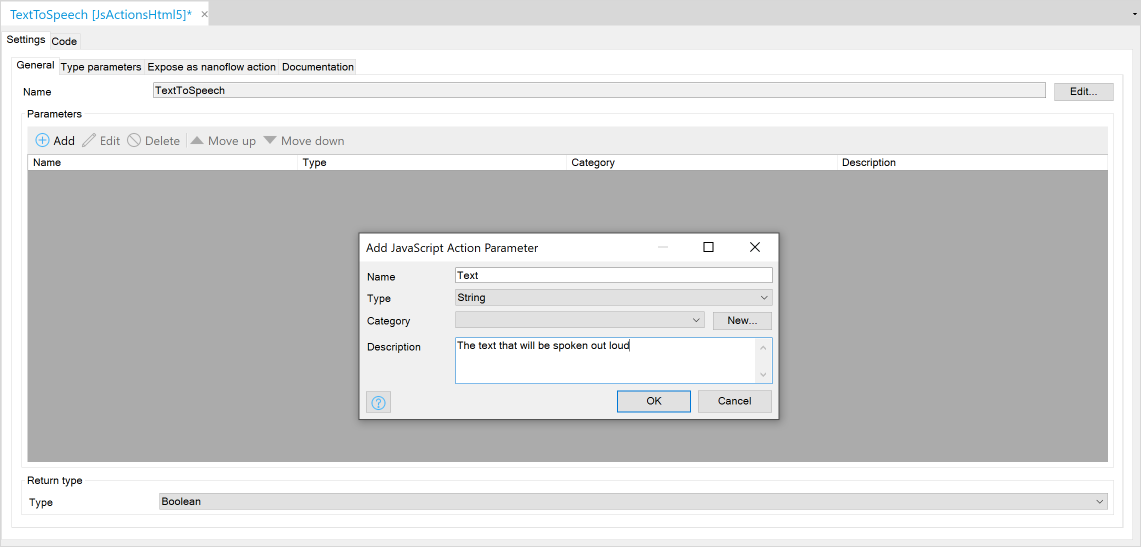 TextToSpeech [JsActionsHtml5]*
Settings Code
General Type parameters Expose as nanoflow action Documentation
Name TextToSpeech Edit...
Parameters
Add Edit Delete Move up Move down
Name Type Category Description
Add JavaScript Action Parameter
Name Text
Type String
Category New...
Description The text that will be spoken out loud
OK Cancel
Return type
Type Boolean